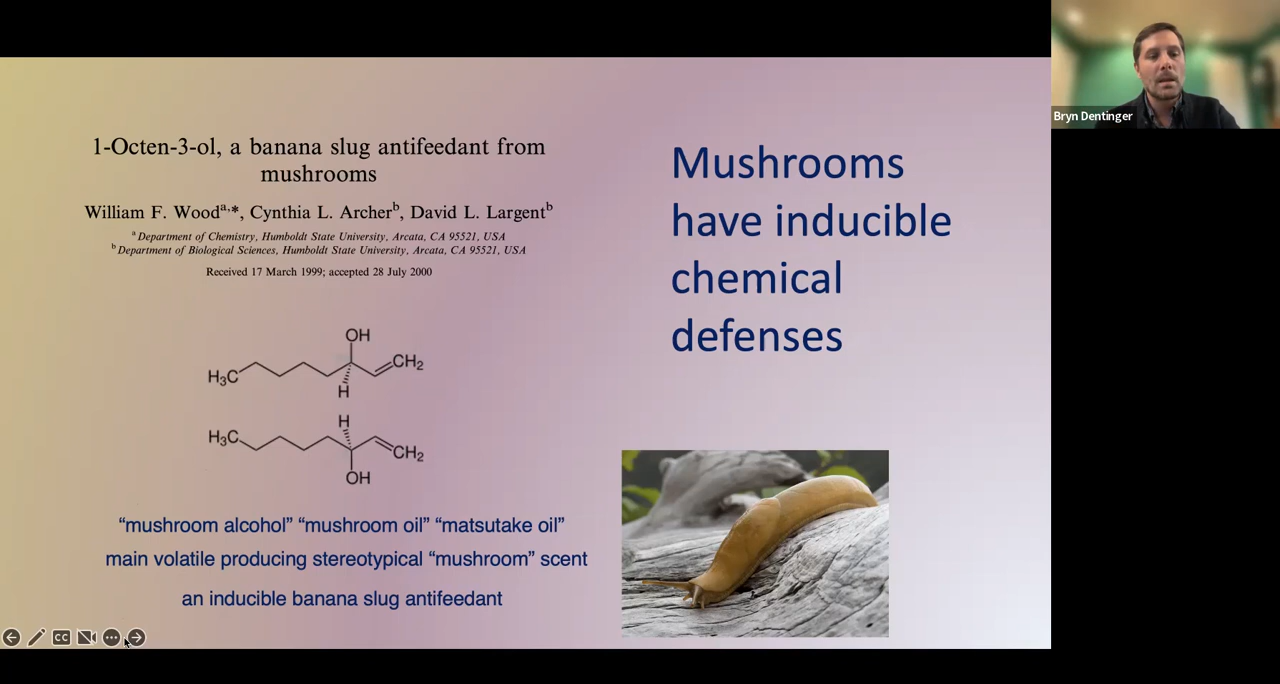 1-Octen-3-ol, a banana slug antifeedant from
mushrooms
William F. Wooda,*, Cynthia L. Archerb, David L. Largentb
a Department of Chemistry, Humboldt State University, Arcata, CA 95521, USA
b Department of Biological Sciences, Humboldt State University, Arcata, CA 95521, USA
Received 17 March 1999; accepted 28 July 2000
OH
H3C
CH2
H
H
H3C
CH2
OH
“mushroom alcohol” “mushroom oil” “matsutake oil”
main volatile producing stereotypical “mushroom” scent
an inducible banana slug antifeedant
Mushrooms
have inducible
chemical
defenses
CC
Bryn Dentinger